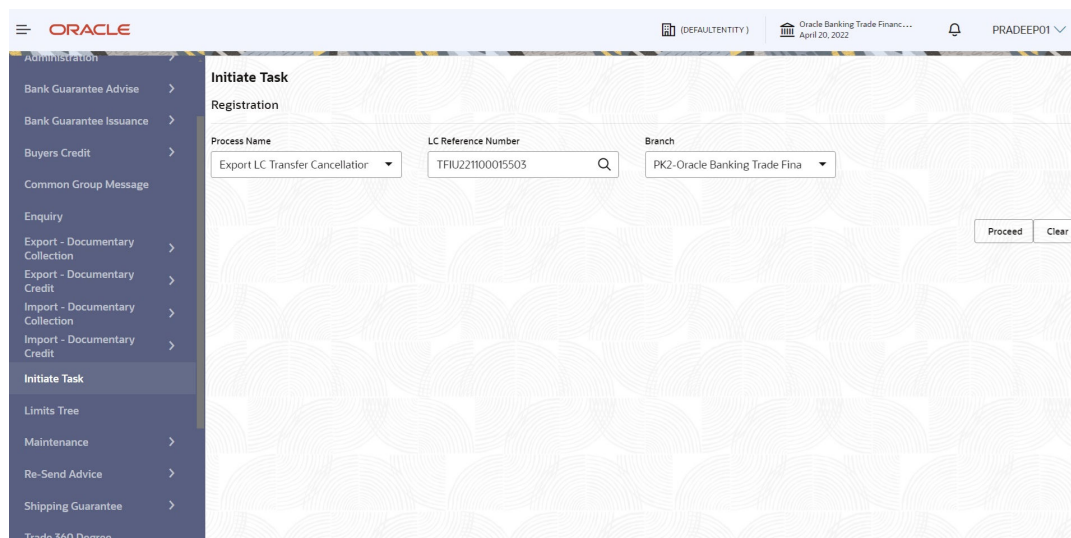 ORACLE
(DEFAULTENTITY )
Oracle Banking Trade Financ...
April 20, 2022
PRADEEP01
Administration
Bank Guarantee Advise
Bank Guarantee Issuance
Buyers Credit
Common Group Message
Enquiry
Export - Documentary
Collection
Export - Documentary
Credit
Import - Documentary
Collection
Import - Documentary
Credit
Initiate Task
Limits Tree
Maintenance
Re-Send Advice
Shipping Guarantee
Trade 360 Degree
Initiate Task
Registration
Process Name
LC Reference Number
Branch
Export LC Transfer Cancellation
TFIU221100015503
PK2-Oracle Banking Trade Fina
Proceed
Clear